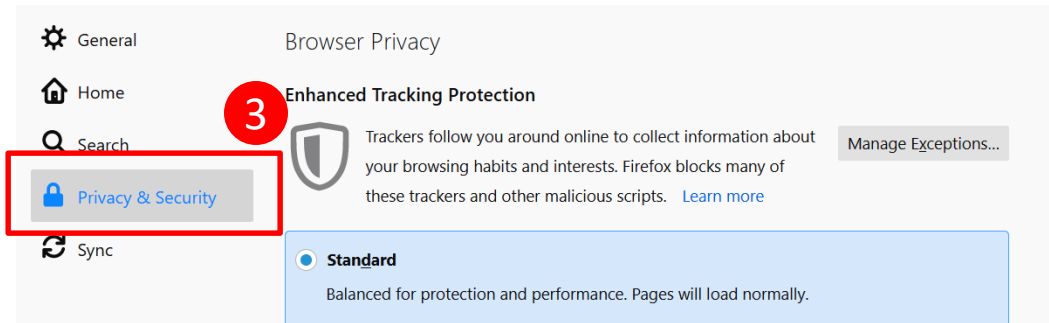 General
Home
Search
Privacy & Security
Sync
3
Browser Privacy
Enhanced Tracking Protection
Trackers follow you around online to collect information about
your browsing habits and interests. Firefox blocks many of
these trackers and other malicious scripts. Learn more
Manage Exceptions...
Standard
Balanced for protection and performance. Pages will load normally.